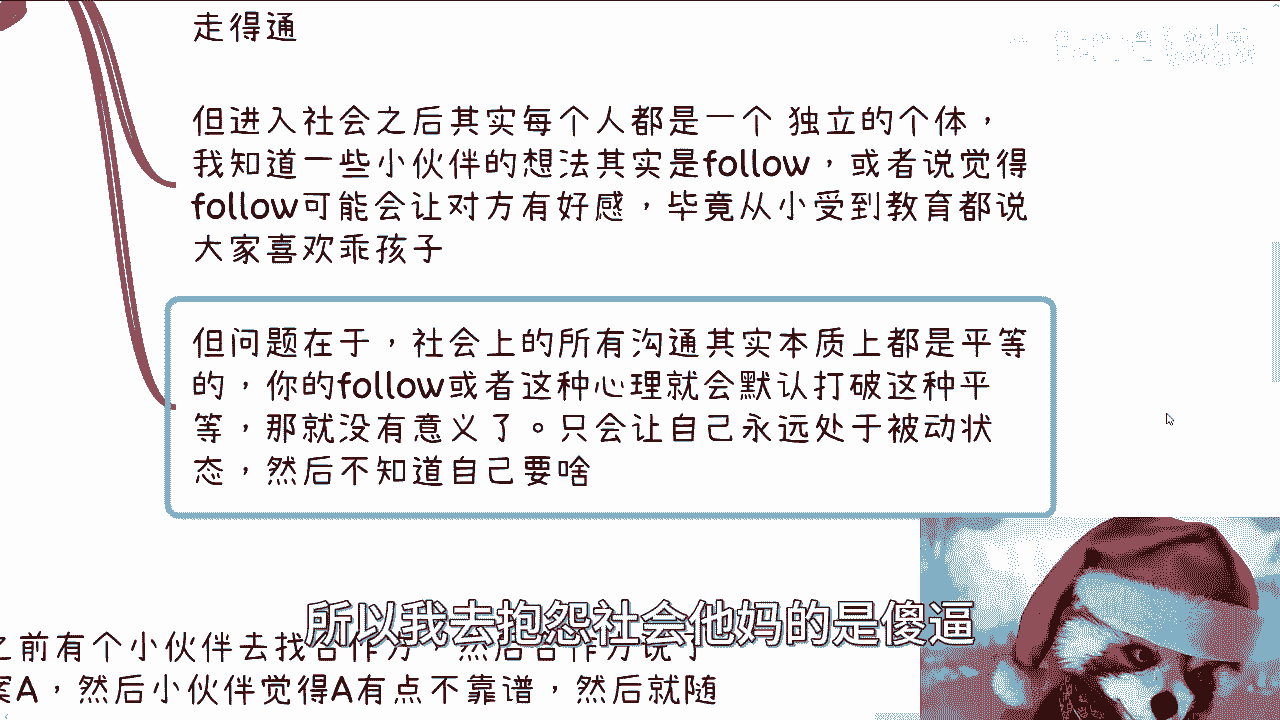 走得通
但进入社会之后其实每个人都是一个 独立的个体，
我知道一些小伙伴的想法其实是follow，或者说觉得
follow可能会让对方有好感，毕竟从小受到教育都说
大家喜欢乖孩子
但问题在于，社会上的所有沟通其实本质上都是平等
的，你的follow或者这种心理就会默认打破这种平
等，那就没有意义了。只会让自己永远处于被动状
态，然后不知道自己要啥
所以我去抱怨社会他妈的是傻逼
之前有个小伙伴去找合作方，然后合作方说了
案A，然后小伙伴觉得A有点不靠谱，然后就随